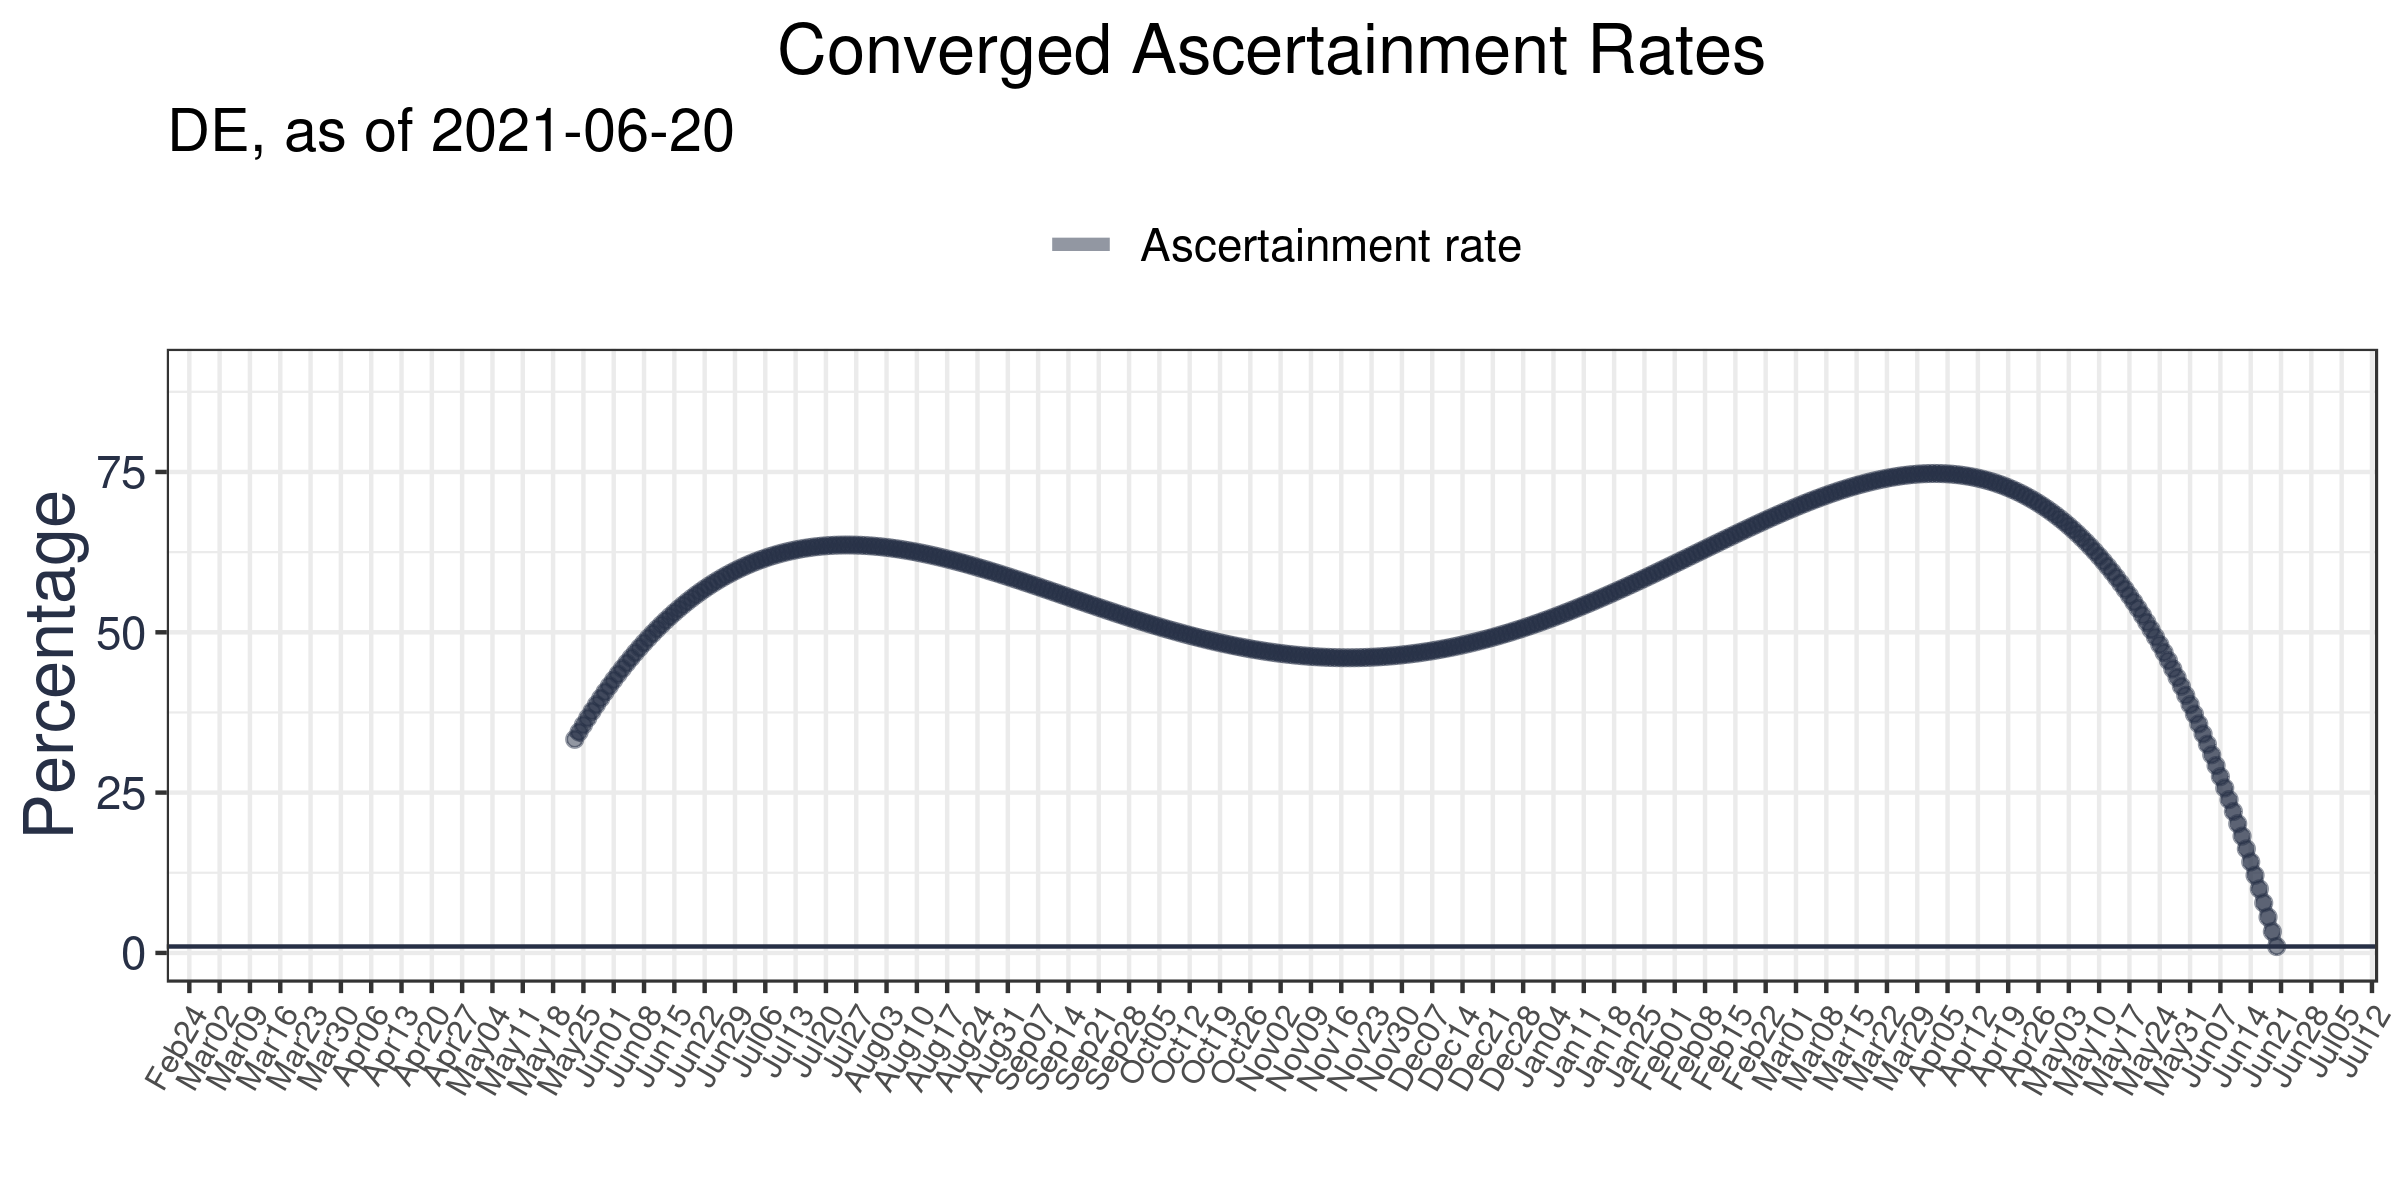 Converged Ascertainment Rates
DE, as of 2021-06-20
Ascertainment rate
Percentage
75
50
25
0
Feb24
Mar02
Mar09
Mar16
Mar23
Mar30
Apr06
Apr13
Apr20
Apr27
May04
May11
May18
May25
Jun01
Jun08
Jun15
Jun22
Jun29
Jul06
Jul13
Jul20
Jul27
Aug03
Aug10
Aug17
Aug24
Aug31
Sep07
Sep14
Sep21
Sep28
Oct05
Oct12
Oct19
Oct26
Nov02
Nov09
Nov16
Nov23
Nov30
Dec07
Dec14
Dec21
Dec28
Jan04
Jan11
Jan18
Jan25
Feb01
Feb08
Feb15
Feb22
Mar01
Mar08
Mar15
Mar22
Mar29
Apr05
Apr12
Apr19
Apr26
May03
May10
May17
May24
May31
Jun07
Jun14
Jun21
Jun28
Jul05
Jul12